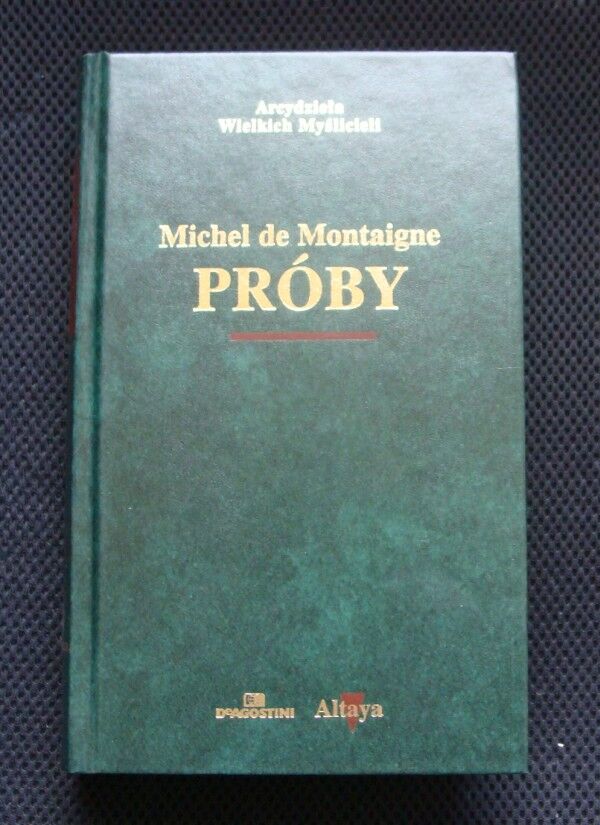 Arcydzieła
Wielkich Myślicieli
Michel de Montaigne
PRÓBY
DeAGOSTINI
Altaya